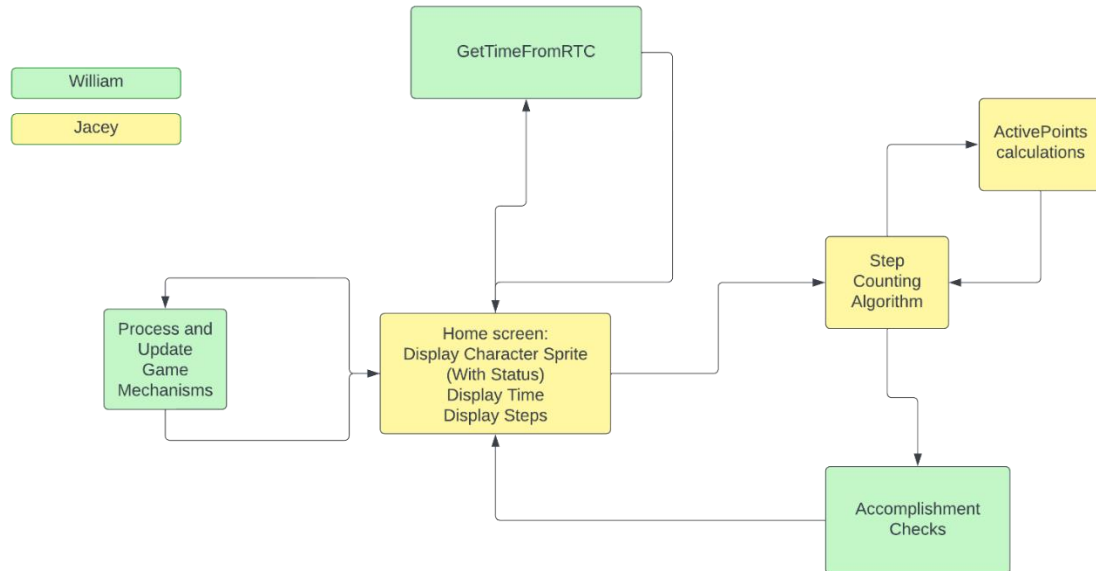 GetTimeFromRTC
William
Jacey
ActivePoints
calculations
Step
Counting
Algorithm
Process and
Update
Game
Mechanisms
Home screen:
Display Character Sprite
(With Status)
Display Time
Display Steps
Accomplishment
Checks